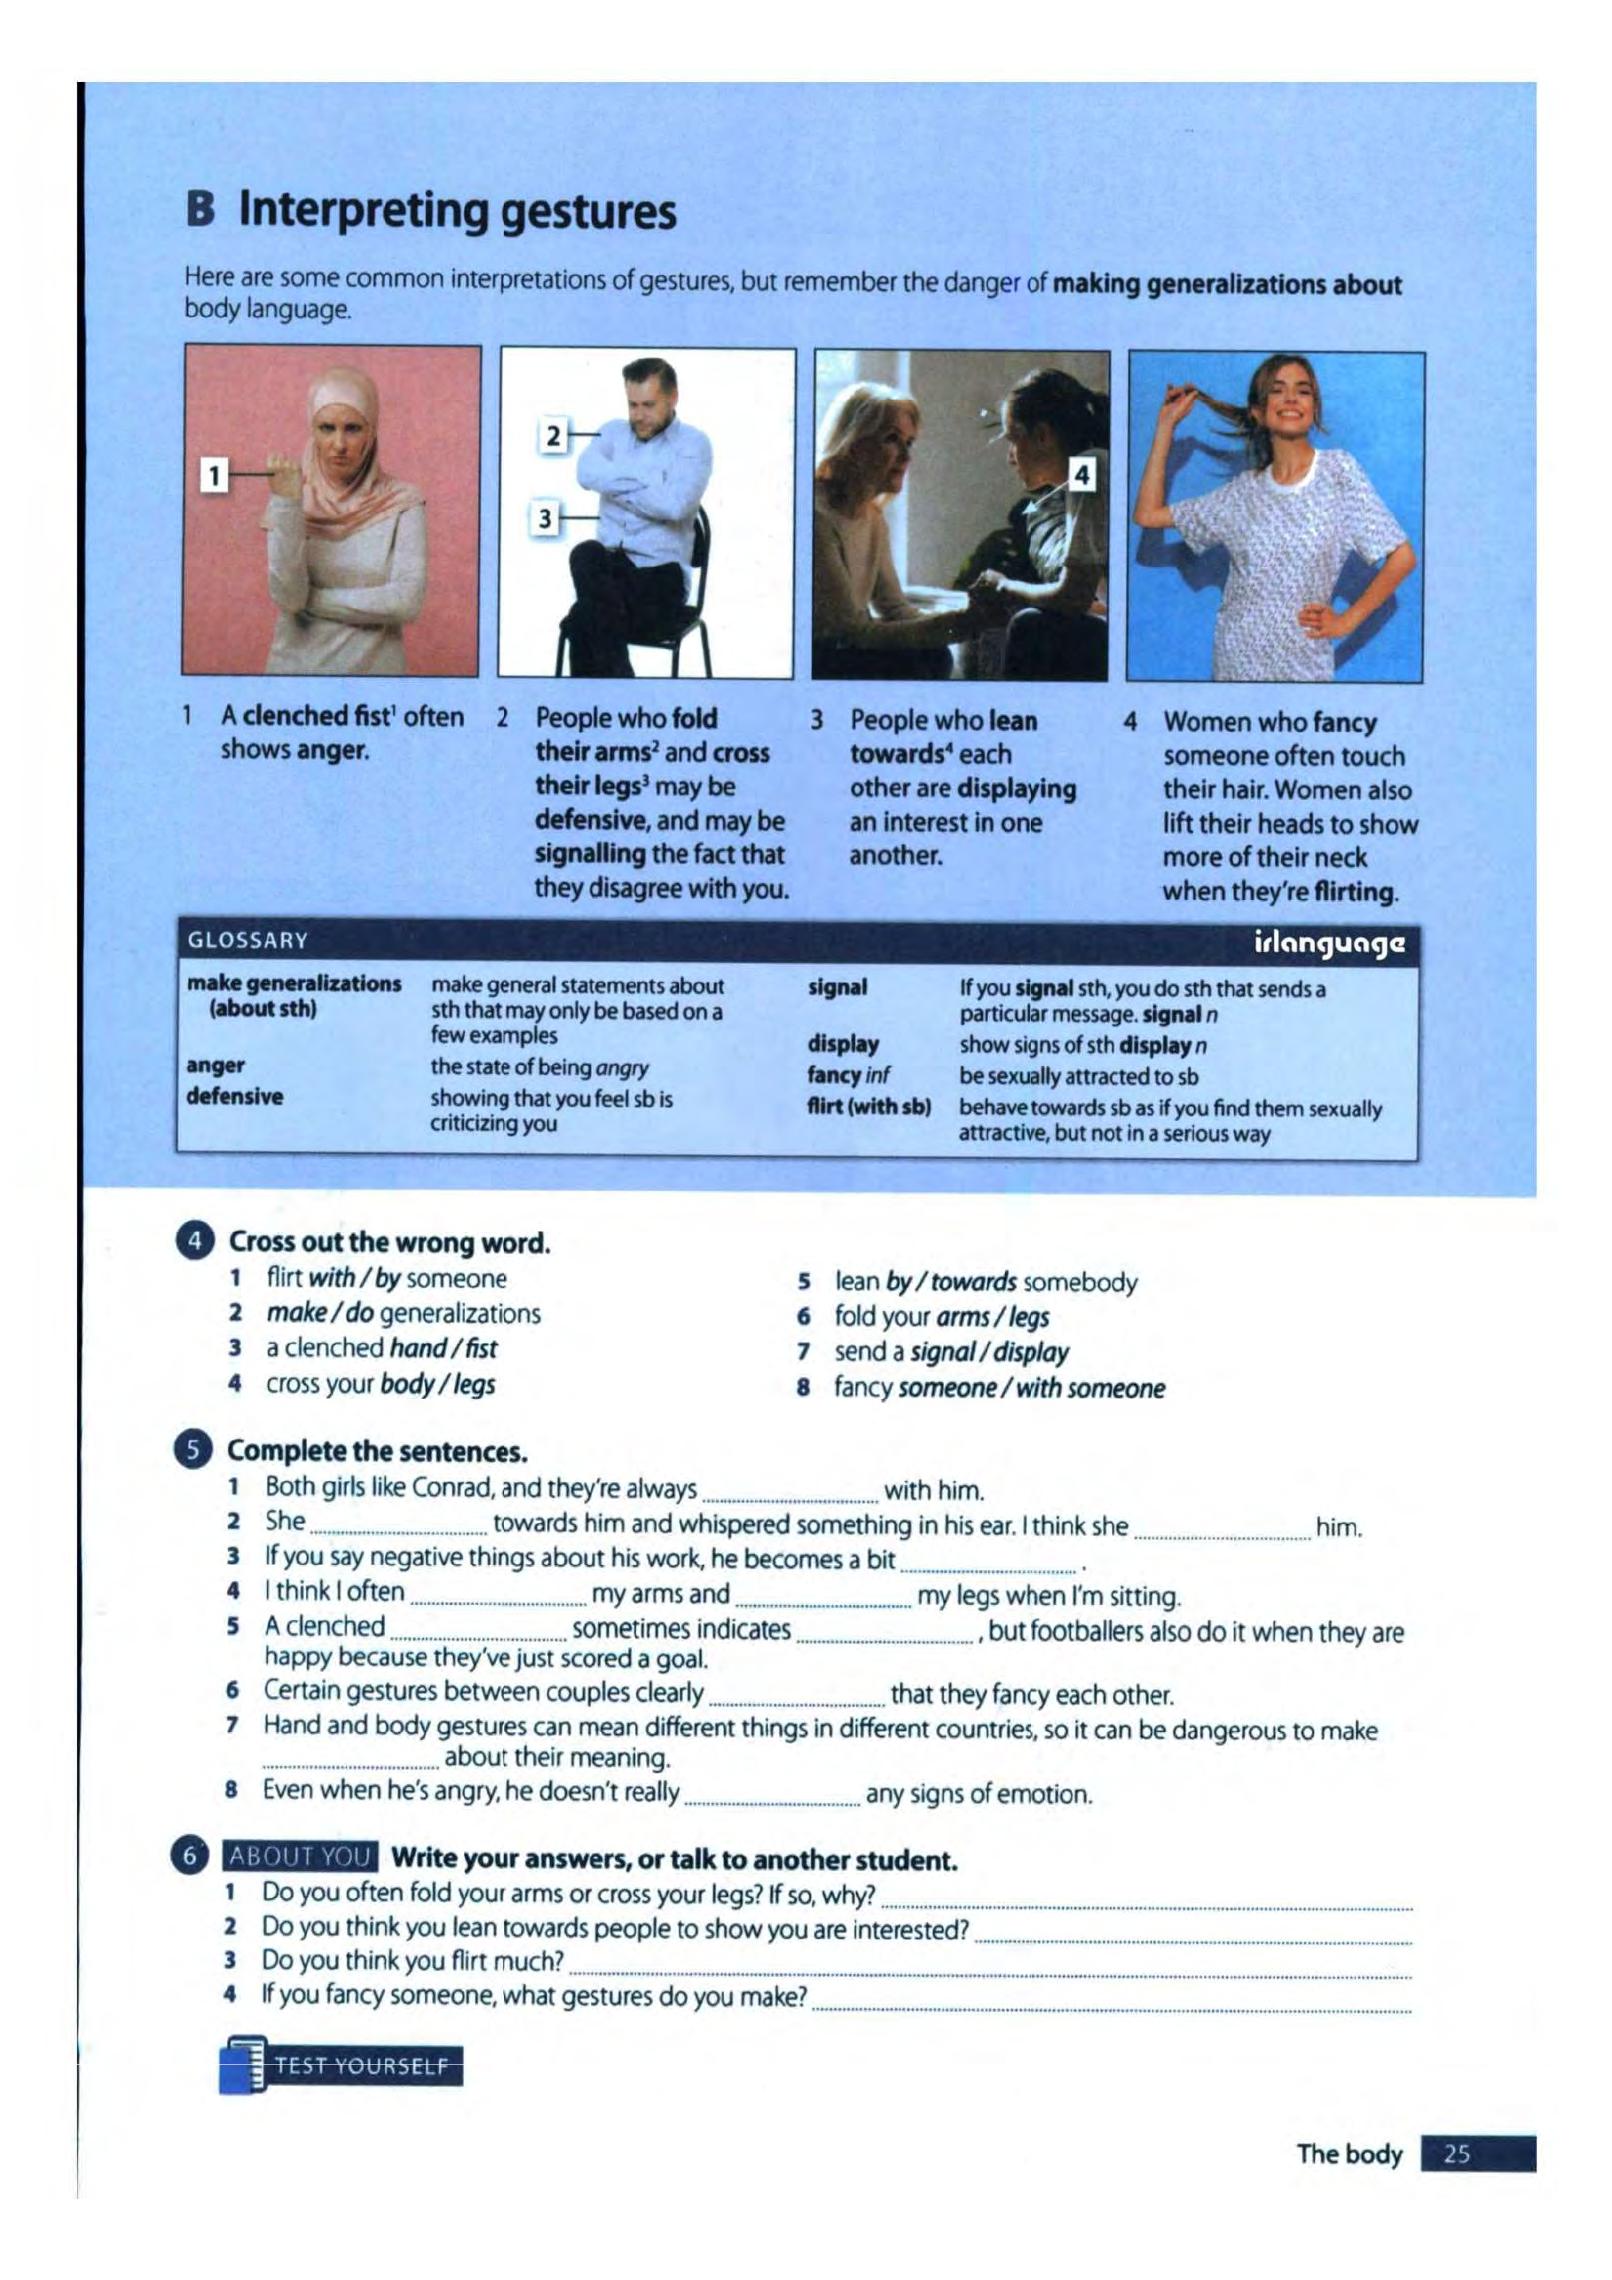 B Interpreting gestures
Here are some common interpretations of gestures, but remember the danger of making generalizations about
body language.
1
2
3
4
1 A clenched fist¹ often
shows anger.
2 People who fold
their arms² and cross
their legs³ may be
defensive, and may be
signalling the fact that
they disagree with you.
3 People who lean
towards⁴ each
other are displaying
an interest in one
another.
4 Women who fancy
someone often touch
their hair. Women also
lift their heads to show
more of their neck
when they're flirting.
GLOSSARY
irlanguage
make generalizations (about sth) make general statements about
sth that may only be based on a
few examples
anger the state of being angry
defensive showing that you feel sb is
criticizing you
signal If you signal sth, you do sth that sends a
particular message. signal n
display show signs of sth display n
fancy inf be sexually attracted to sb
flirt (with sb) behave towards sb as if you find them sexually
attractive, but not in a serious way
4 Cross out the wrong word.
1 flirt with / by someone
2 make / do generalizations
3 a clenched hand / fist
4 cross your body / legs
5 lean by / towards somebody
6 fold your arms / legs
7 send a signal / display
8 fancy someone / with someone
5 Complete the sentences.
1 Both girls like Conrad, and they're always ............ with him.
2 She ............ towards him and whispered something in his ear. I think she ............ him.
3 If you say negative things about his work, he becomes a bit ............ .
4 I think I often ............ my arms and ............ my legs when I'm sitting.
5 A clenched ............ sometimes indicates ............ , but footballers also do it when they are
happy because they've just scored a goal.
6 Certain gestures between couples clearly ............ that they fancy each other.
7 Hand and body gestures can mean different things in different countries, so it can be dangerous to make
............ about their meaning.
8 Even when he's angry, he doesn't really ............ any signs of emotion.
6 ABOUT YOU Write your answers, or talk to another student.
1 Do you often fold your arms or cross your legs? If so, why? ............
2 Do you think you lean towards people to show you are interested? ............
3 Do you think you flirt much? ............
4 If you fancy someone, what gestures do you make? ............
TEST YOURSELF
The body 25